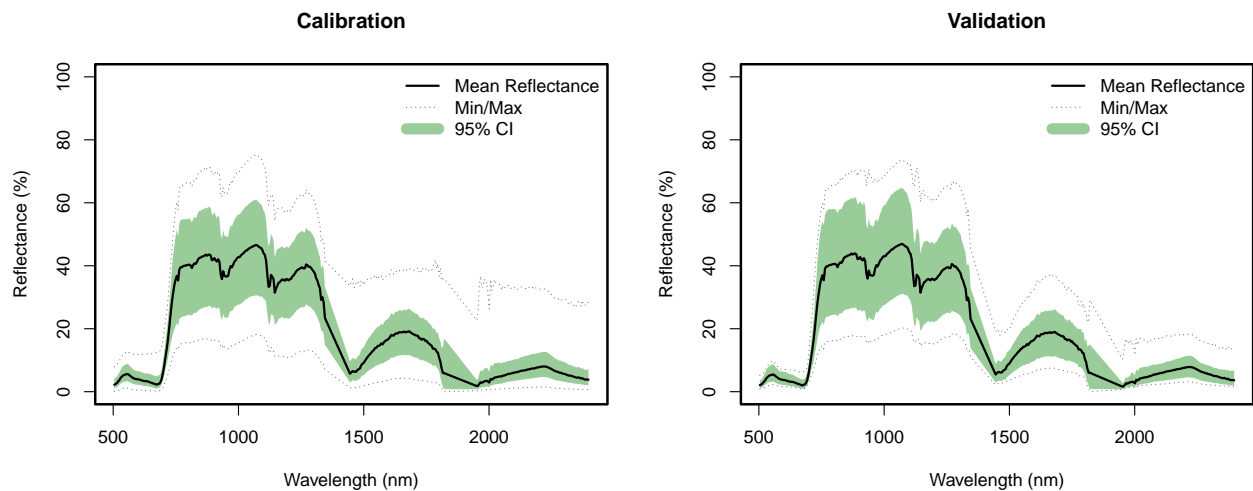 Calibration
Reflectance (%)
100
80
60
40
20
0
Mean Reflectance
Min/Max
95% CI
500
1000
1500
2000
Wavelength (nm)
Validation
Reflectance (%)
100
80
60
40
20
0
Mean Reflectance
Min/Max
95% CI
500
1000
1500
2000
Wavelength (nm)